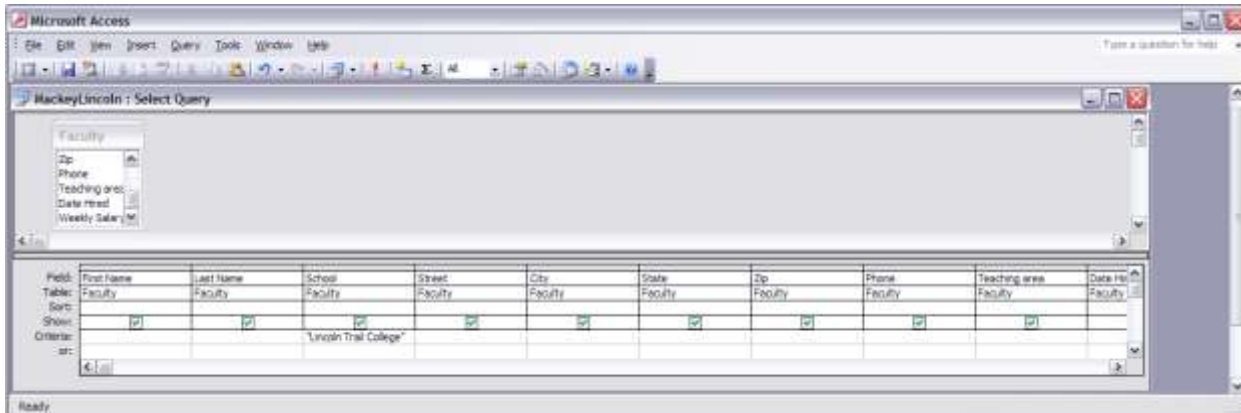 Microsoft Access
File Edit View Insert Query Tools Window Help
Type a question for help
All
MackeyLincoln : Select Query
Faculty
Zip
Phone
Teaching area
Date Hired
Weekly Salary
Field: First Name Last Name School Street City State Zip Phone Teaching area Date Hi
Table: Faculty Faculty Faculty Faculty Faculty Faculty Faculty Faculty Faculty Faculty
Sort:
Show:
Criteria: "Lincoln Trail College"
or:
Ready